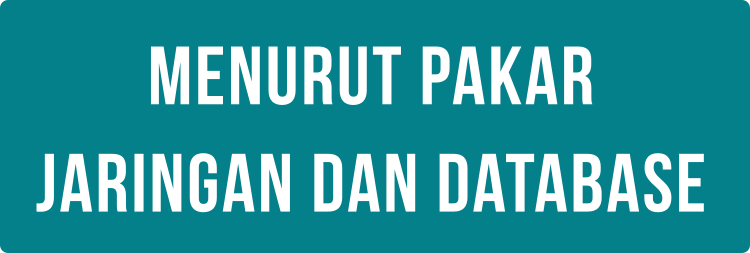 MENURUT PAKAR
JARINGAN DAN DATABASE